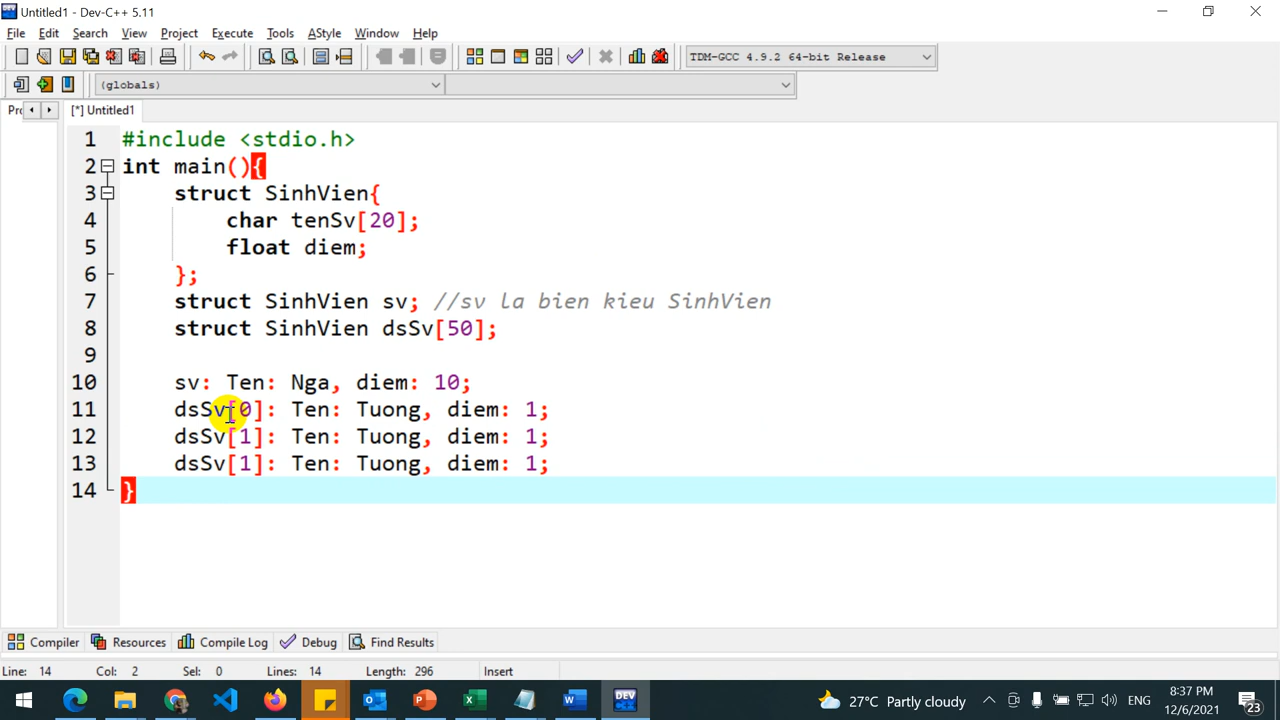 Untitled1 - Dev-C++ 5.11
File Edit Search View Project Execute Tools AStyle Window Help
TDM-GCC 4.9.2 64-bit Release
(globals)
Prc [*] Untitled1
1 #include <stdio.h>
2 int main(){
3 struct SinhVien{
4 char tenSv[20];
5 float diem;
6 };
7 struct SinhVien sv; //sv la bien kieu SinhVien
8 struct SinhVien dsSv[50];
9
10 sv: Ten: Nga, diem: 10;
11 dsSv[0]: Ten: Tuong, diem: 1;
12 dsSv[1]: Ten: Tuong, diem: 1;
13 dsSv[1]: Ten: Tuong, diem: 1;
14 }
Compiler Resources Compile Log Debug Find Results
Line: 14 Col: 2 Sel: 0 Lines: 14 Length: 296 Insert
27°C Partly cloudy ENG 8:37 PM
12/6/2021 23